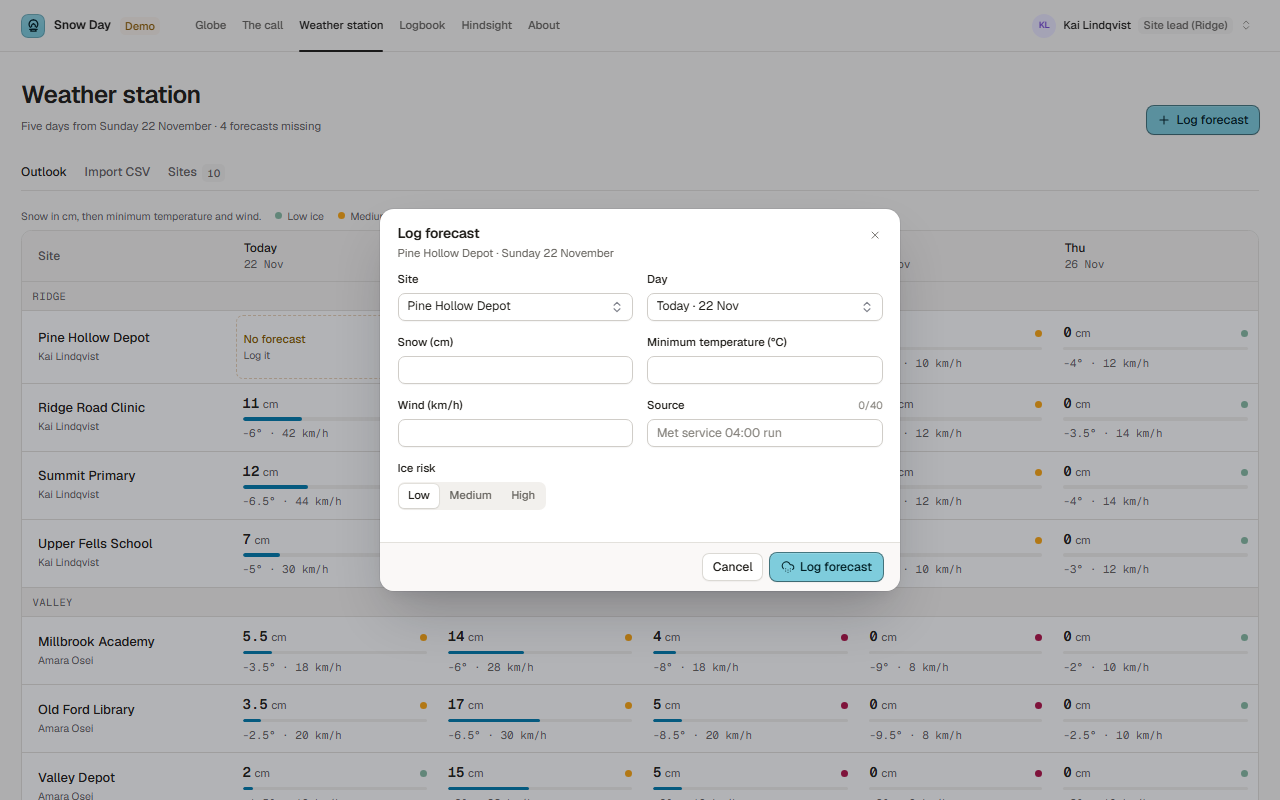 Snow Day Demo Globe The call Weather station Logbook Hindsight About KL Kai Lindqvist Site lead (Ridge)
Weather station
Five days from Sunday 22 November · 4 forecasts missing
Log forecast
Outlook Import CSV Sites 10
Snow in cm, then minimum temperature and wind. Low ice
Site Today 22 Nov Thu 26 Nov
RIDGE
Pine Hollow Depot
Kai Lindqvist
No forecast
Log it
10 km/h
0 cm
-4° · 12 km/h
Ridge Road Clinic
Kai Lindqvist
11 cm
-6° · 42 km/h
cm
· 12 km/h
0 cm
-3.5° · 14 km/h
Summit Primary
Kai Lindqvist
12 cm
-6.5° · 44 km/h
cm
· 12 km/h
0 cm
-4° · 14 km/h
Upper Fells School
Kai Lindqvist
7 cm
-5° · 30 km/h
· 10 km/h
0 cm
-3° · 12 km/h
Log forecast
Pine Hollow Depot · Sunday 22 November
Site Day
Pine Hollow Depot Today · 22 Nov
Snow (cm) Minimum temperature (°C)
Wind (km/h) Source 0/40
Met service 04:00 run
Ice risk
Low Medium High
Cancel Log forecast
VALLEY
Millbrook Academy
Amara Osei
5.5 cm 14 cm 4 cm 0 cm 0 cm
-3.5° · 18 km/h -6° · 28 km/h -8° · 18 km/h -9° · 8 km/h -2° · 10 km/h
Old Ford Library
Amara Osei
3.5 cm 17 cm 5 cm 0 cm 0 cm
-2.5° · 20 km/h -6.5° · 30 km/h -8.5° · 20 km/h -9.5° · 8 km/h -2.5° · 10 km/h
Valley Depot
Amara Osei
2 cm 15 cm 5 cm 0 cm 0 cm